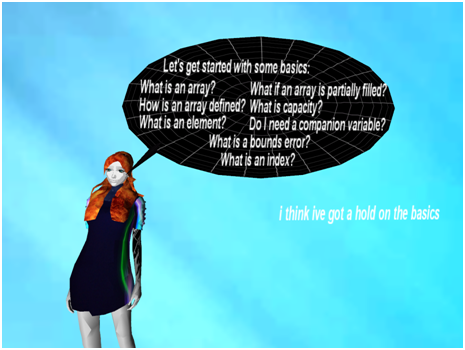 Let's get started with some basics:
What is an array? What if an array is partially filled?
How is an array defined? What is capacity?
What is an element? Do I need a companion variable?
What is a bounds error?
What is an index?
i think ive got a hold on the basics